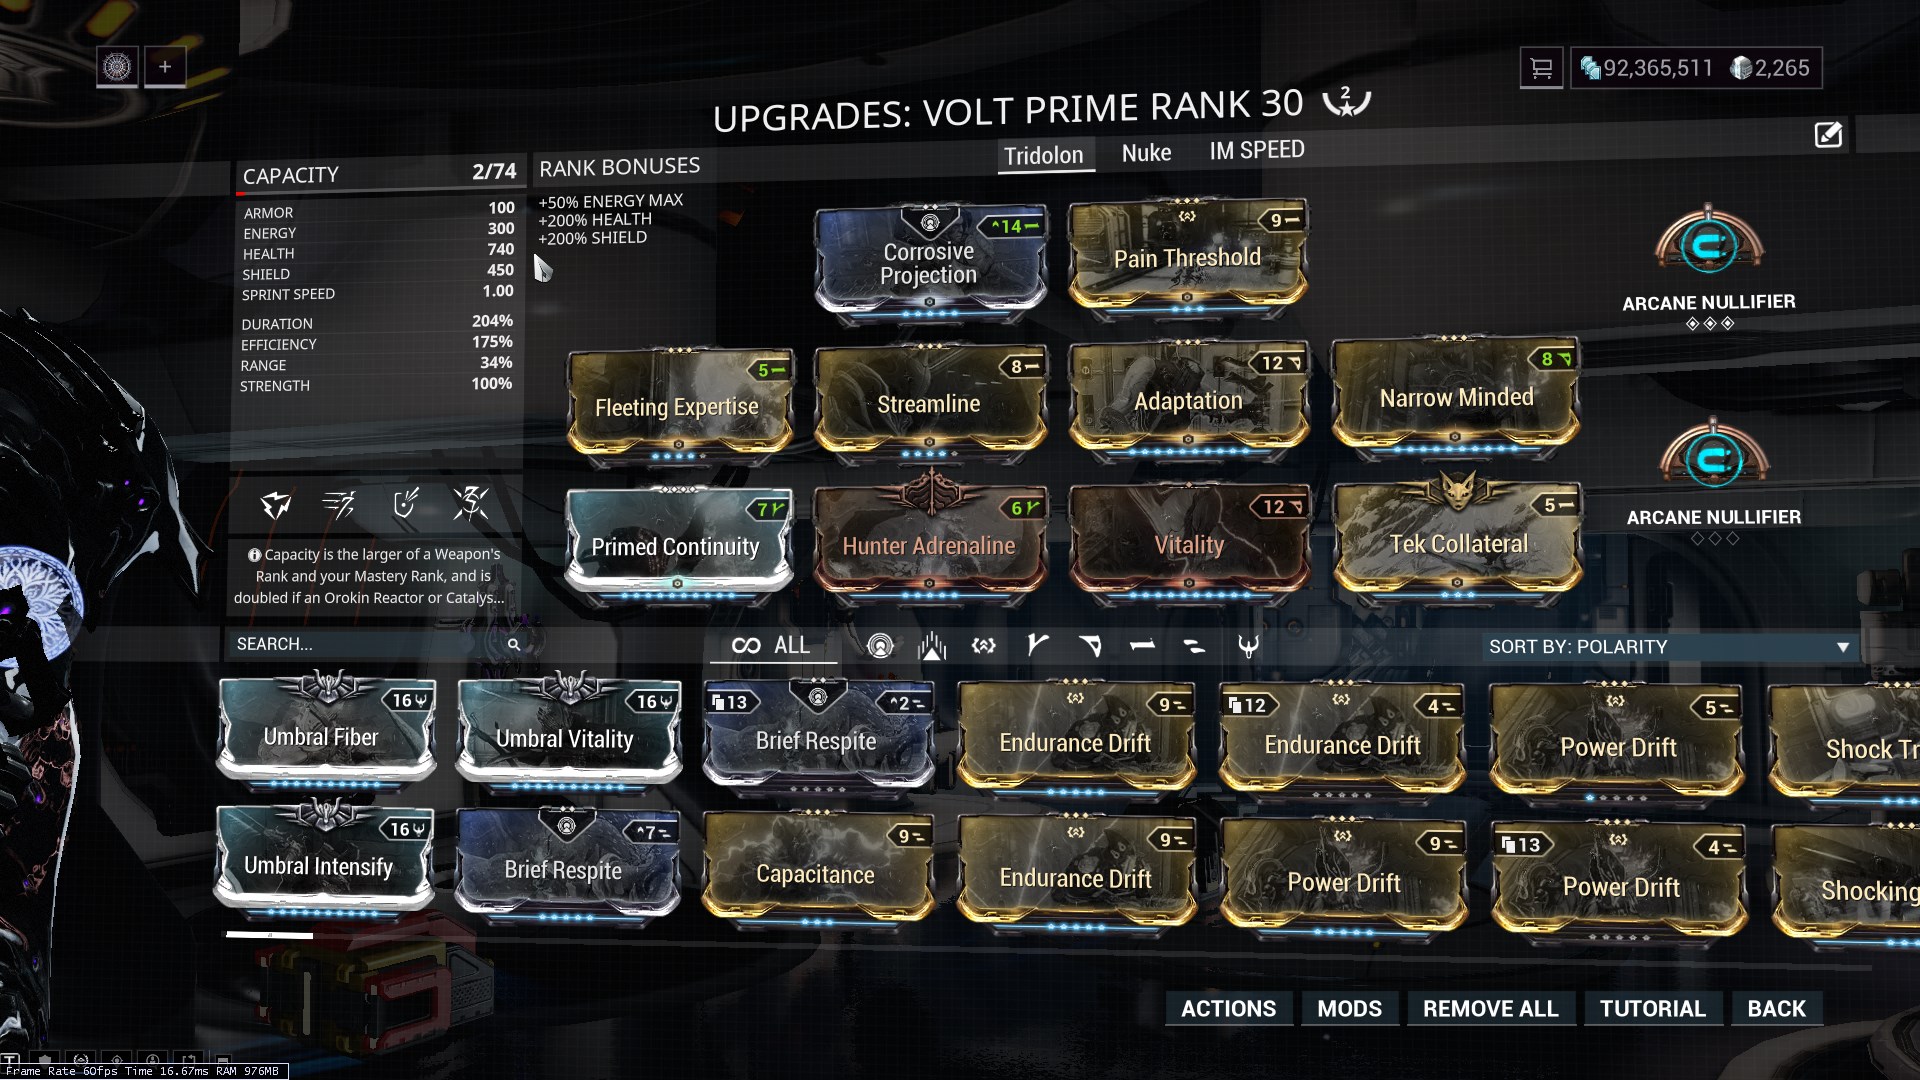 92,365,511 2,265
UPGRADES: VOLT PRIME RANK 30 2
Tridolon Nuke IM SPEED
CAPACITY 2/74
ARMOR 100
ENERGY 300
HEALTH 740
SHIELD 450
SPRINT SPEED 1.00
DURATION 204%
EFFICIENCY 175%
RANGE 34%
STRENGTH 100%
RANK BONUSES
+50% ENERGY MAX
+200% HEALTH
+200% SHIELD
Capacity is the larger of a Weapon's
Rank and your Mastery Rank, and is
doubled if an Orokin Reactor or Catalys...
^14
Corrosive
Projection
9
Pain Threshold
5
Fleeting Expertise
8
Streamline
12
Adaptation
8
Narrow Minded
7
Primed Continuity
6
Hunter Adrenaline
12
Vitality
5
Tek Collateral
ARCANE NULLIFIER
ARCANE NULLIFIER
SEARCH...
ALL
SORT BY: POLARITY
16
Umbral Fiber
16
Umbral Vitality
13 ^2
Brief Respite
9
Endurance Drift
12 4
Endurance Drift
5
Power Drift
Shock Tr
16
Umbral Intensify
^7
Brief Respite
9
Capacitance
9
Endurance Drift
9
Power Drift
13 4
Power Drift
Shocking
ACTIONS MODS REMOVE ALL TUTORIAL BACK
Frame Rate 60fps Time 16.67ms RAM 976MB